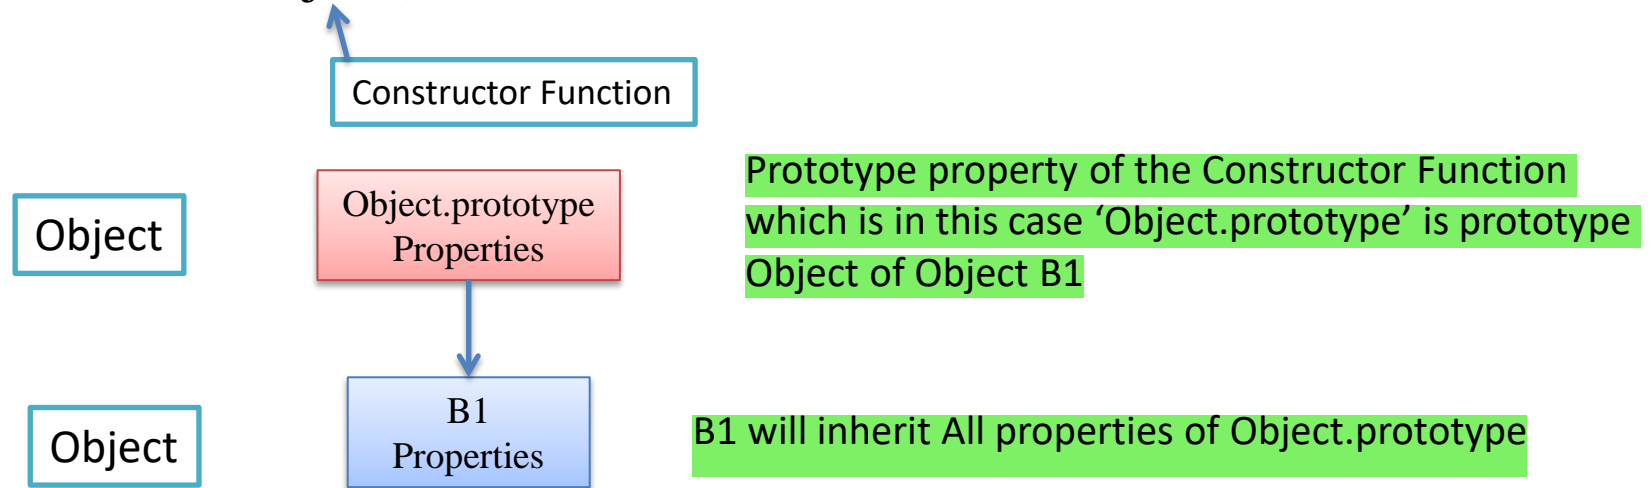 Constructor Function
Object
Object.prototype
Properties
Prototype property of the Constructor Function
which is in this case ‘Object.prototype’ is prototype
Object of Object B1
Object
B1
Properties
B1 will inherit All properties of Object.prototype